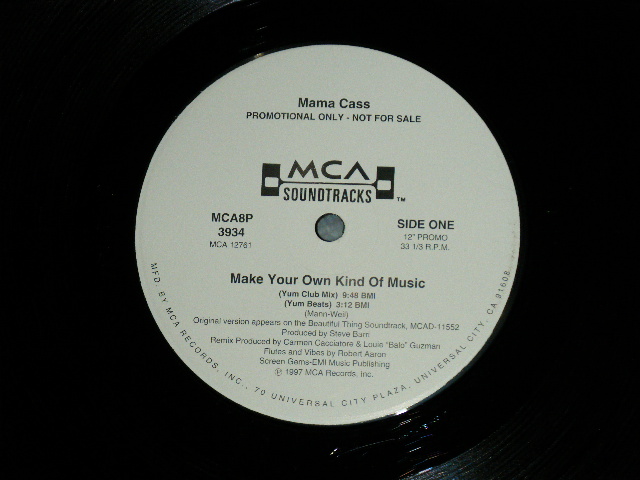 Mama Cass
PROMOTIONAL ONLY - NOT FOR SALE
MCA
SOUNDTRACKS™
MCA8P
3934
MCA 12761
SIDE ONE
12" PROMO
33 1/3 R.P.M.
Make Your Own Kind Of Music
(Yum Club Mix) 9:48 BMI
(Yum Beats) 3:12 BMI
(Mann-Weil)
Original version appears on the Beautiful Thing Soundtrack, MCAD-11552
Produced by Steve Barri
Remix Produced by Carmen Cacciatore & Louie "Balo" Guzman
Flutes and Vibes by Robert Aaron
Screen Gems-EMI Music Publishing
℗ 1997 MCA Records, Inc.
MFD. BY MCA RECORDS, INC., 70 UNIVERSAL CITY PLAZA, UNIVERSAL CITY, CA 91608